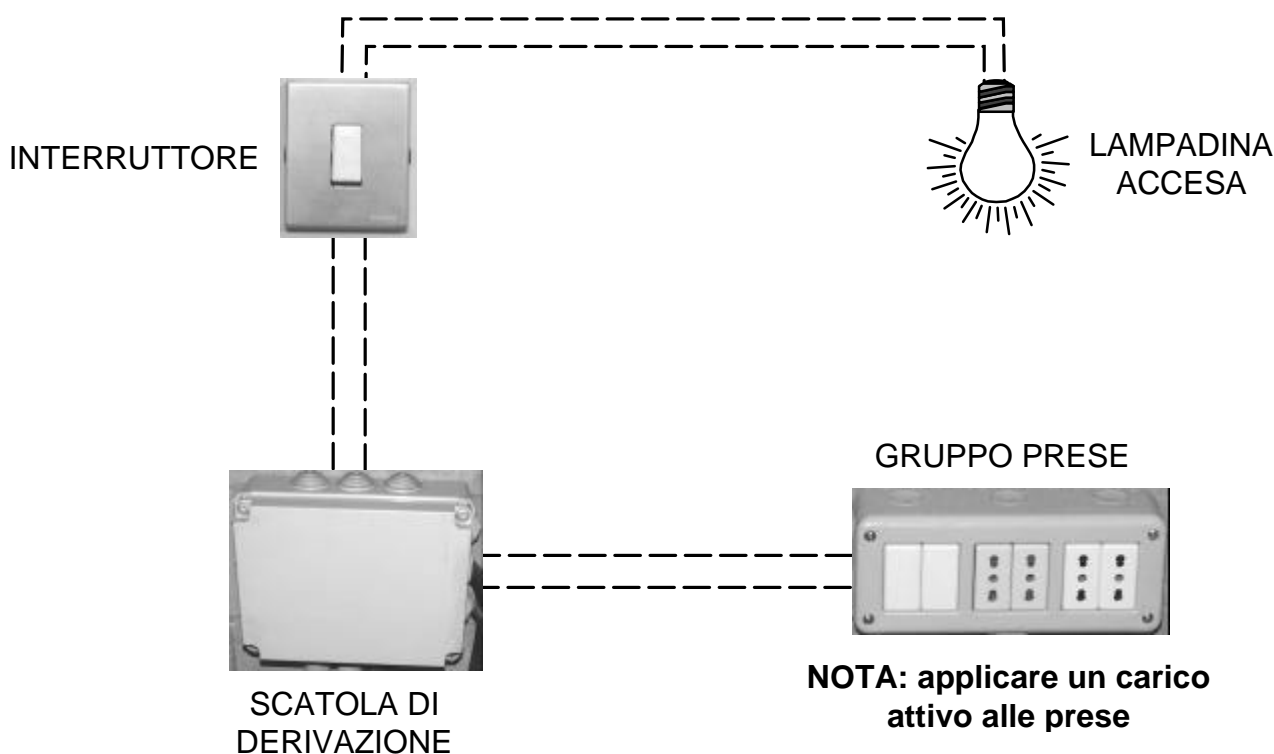 INTERRUTTORE
LAMPADINA
ACCESA
GRUPPO PRESE
NOTA: applicare un carico
attivo alle prese
SCATOLA DI
DERIVAZIONE